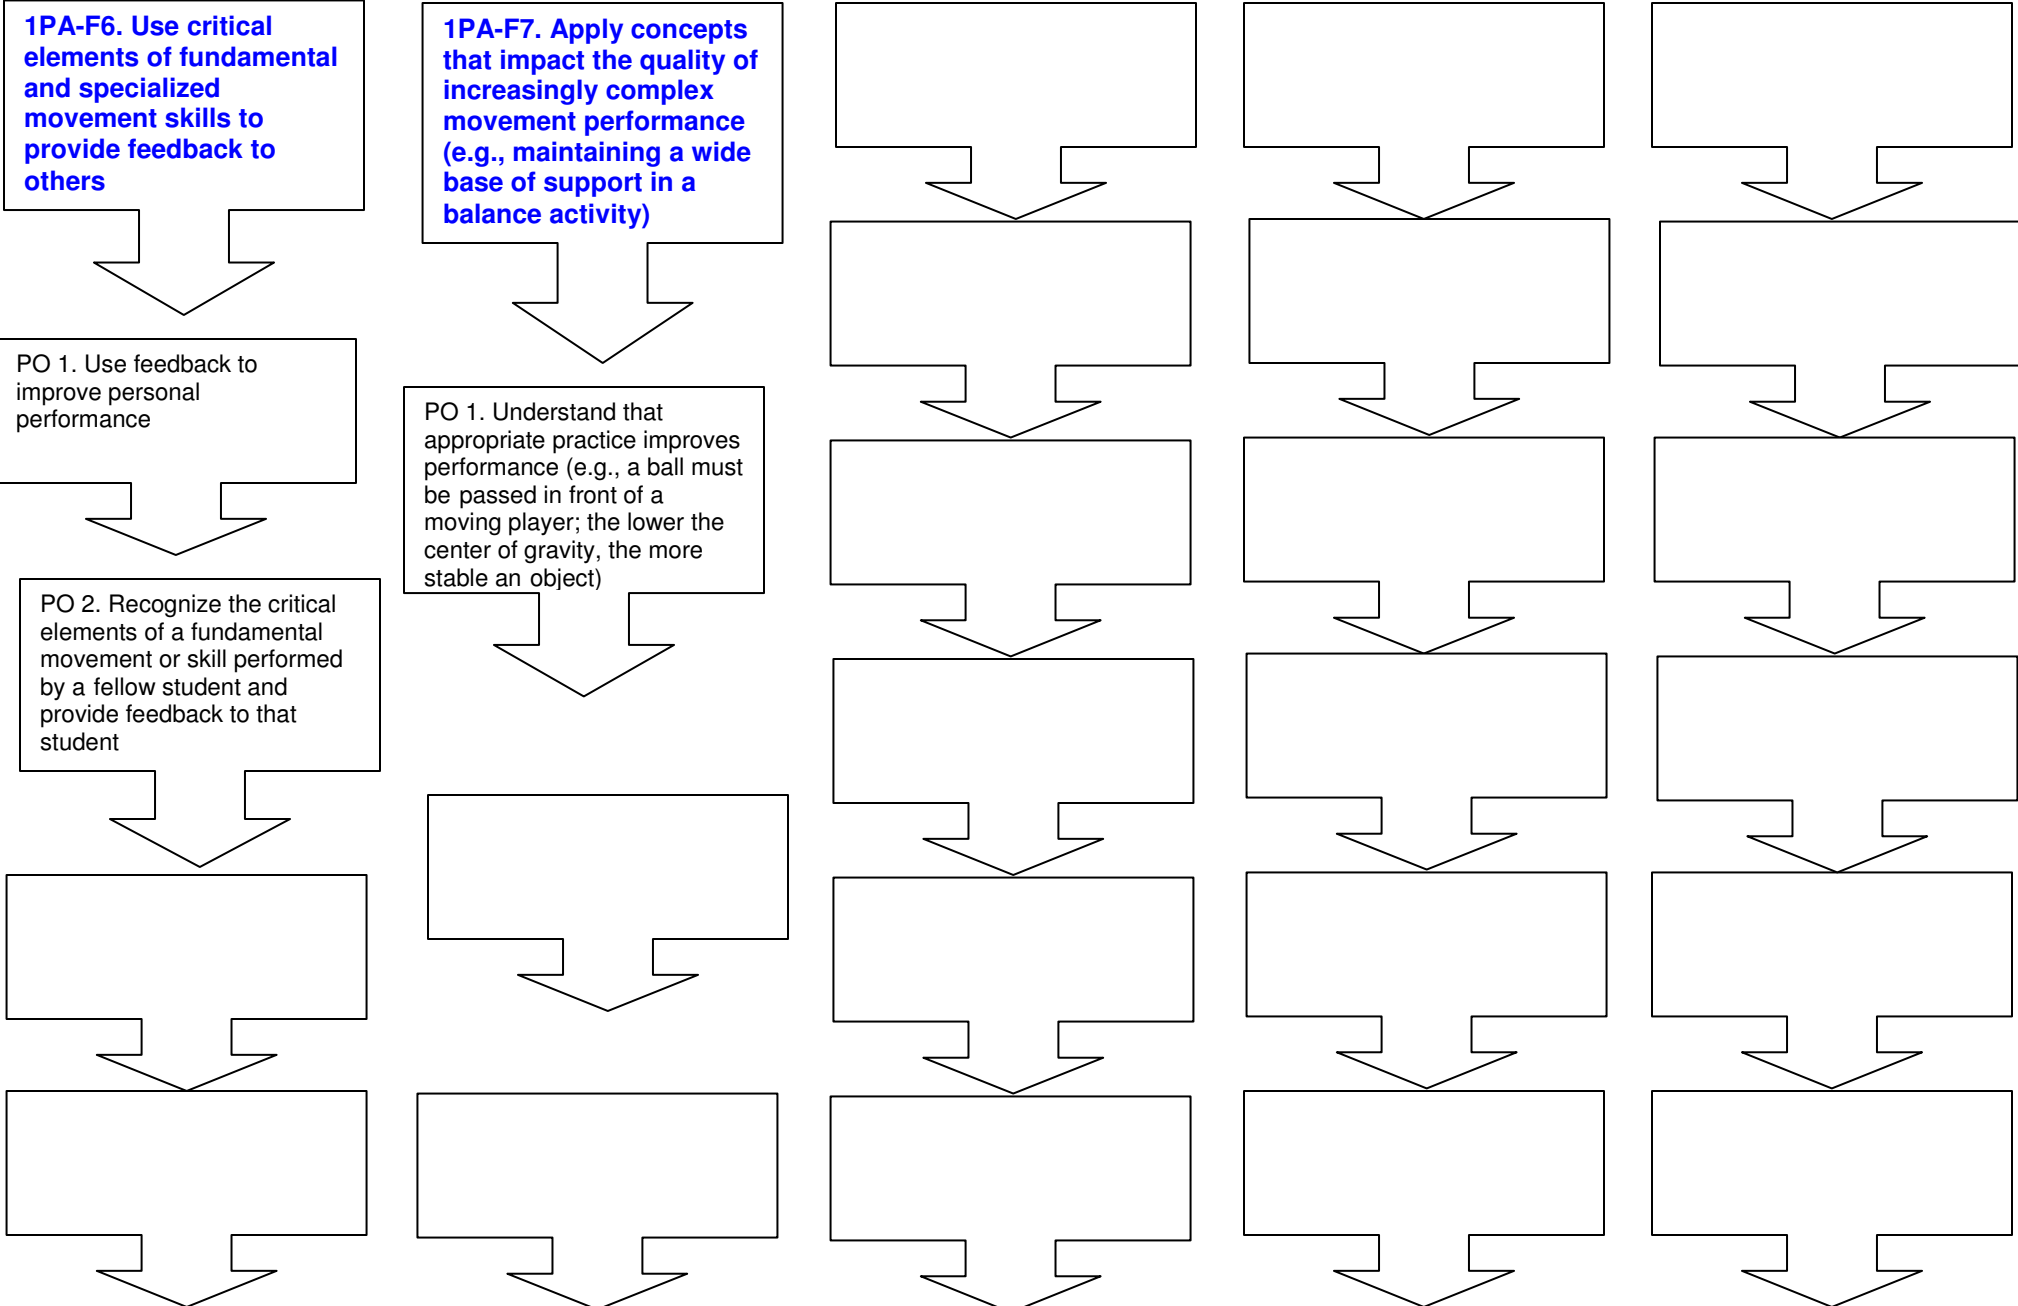 1PA-F6. Use critical
elements of fundamental
and specialized
movement skills to
provide feedback to
others
PO 1. Use feedback to
improve personal
performance
PO 2. Recognize the critical
elements of a fundamental
movement or skill performed
by a fellow student and
provide feedback to that
student
1PA-F7. Apply concepts
that impact the quality of
increasingly complex
movement performance
(e.g., maintaining a wide
base of support in a
balance activity)
PO 1. Understand that
appropriate practice improves
performance (e.g., a ball must
be passed in front of a
moving player; the lower the
center of gravity, the more
stable an object)